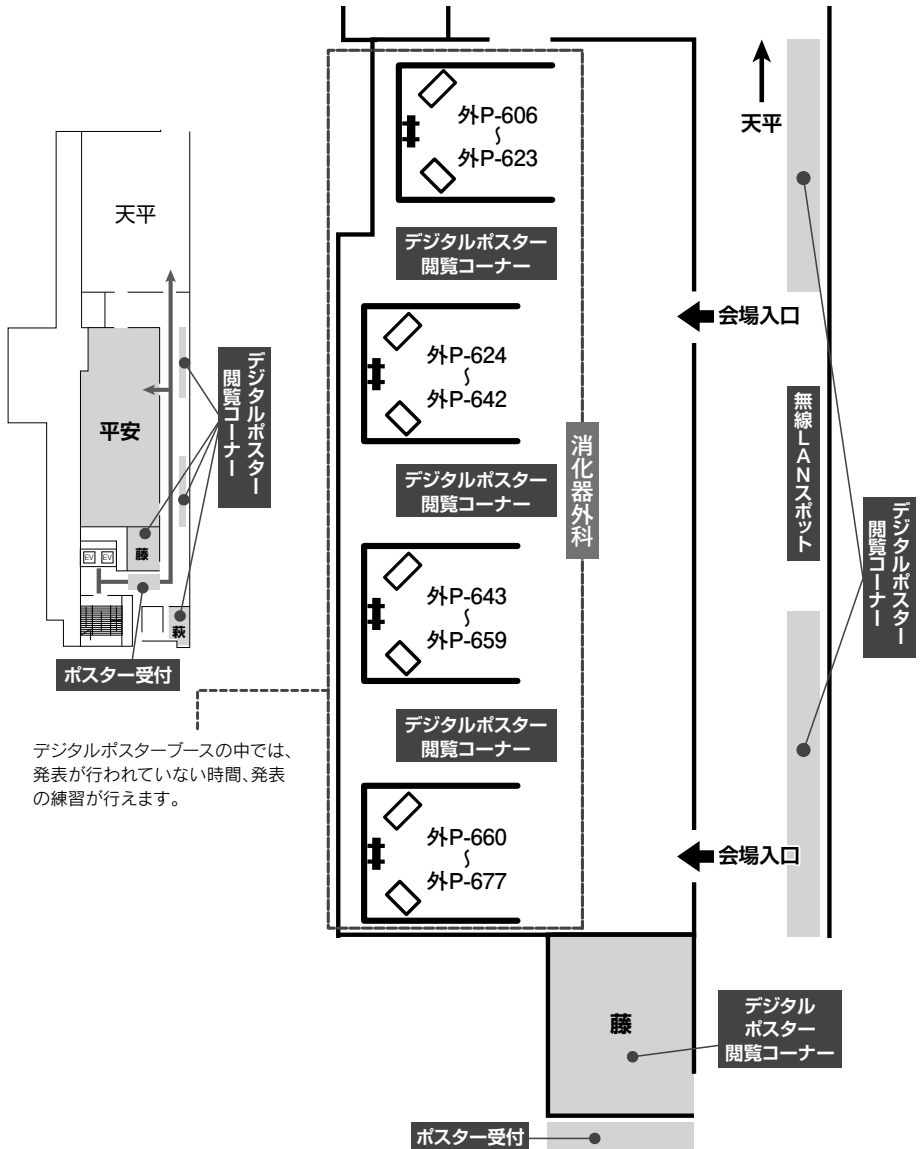 天平
平安
藤
EV
EV
萩
デジタルポスター
閲覧コーナー
ポスター受付
デジタルポスターブースの中では、
発表が行われていない時間、発表
の練習が行えます。
外P-606
〜
外P-623
デジタルポスター
閲覧コーナー
外P-624
〜
外P-642
デジタルポスター
閲覧コーナー
外P-643
〜
外P-659
デジタルポスター
閲覧コーナー
外P-660
〜
外P-677
消化器外科
天平
会場入口
無線LANスポット
デジタルポスター
閲覧コーナー
会場入口
藤
デジタル
ポスター
閲覧コーナー
ポスター受付